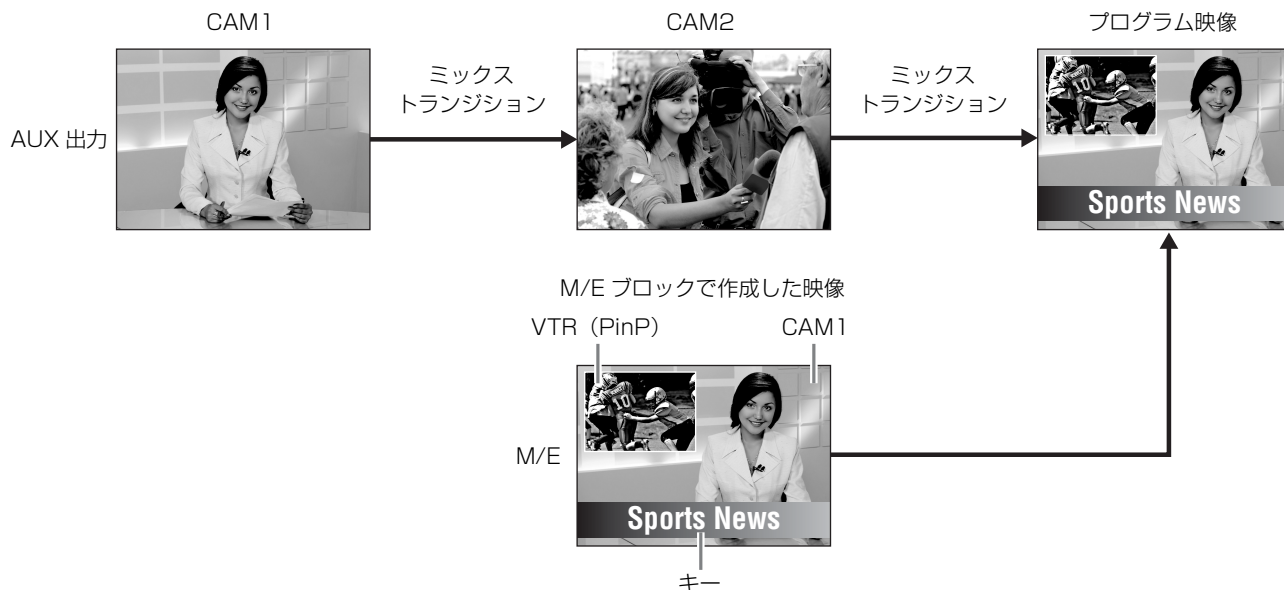 CAM1
CAM2
プログラム映像
ミックス
トランジション
ミックス
トランジション
AUX 出力
Sports News
M/E ブロックで作成した映像
VTR（PinP）
CAM1
M/E
Sports News
キー